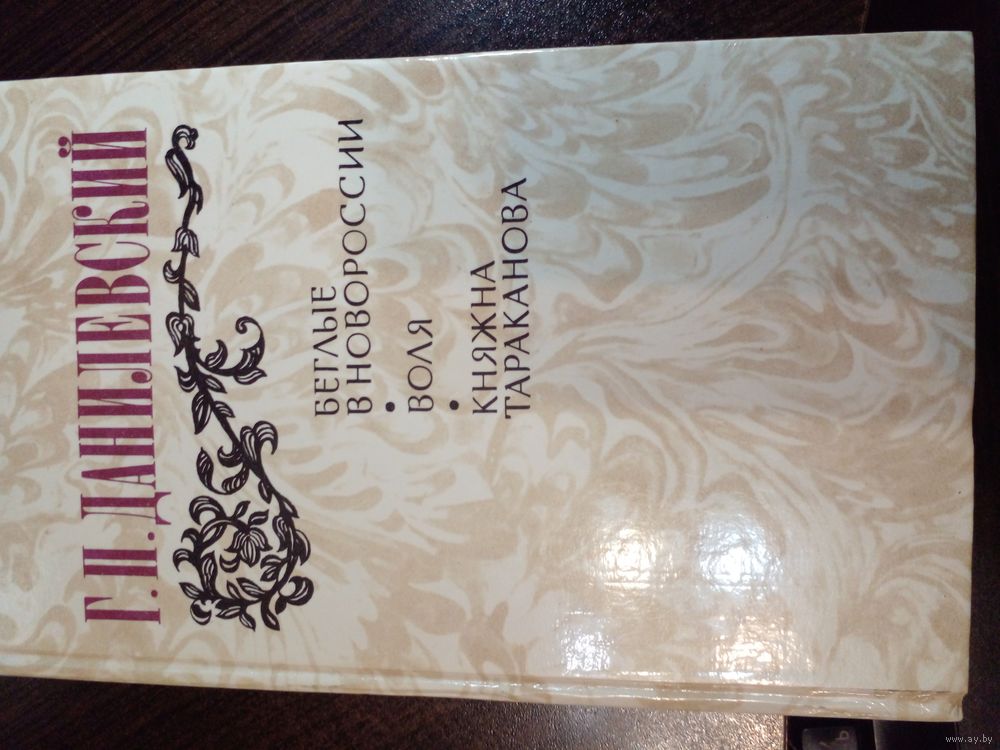 Г. П. ДАНИЛЕВСКИЙ
БЕГЛЫЕ
В НОВОРОССИИ
•
ВОЛЯ
•
КНЯЖНА
ТАРАКАНОВА
www.ay.by
Ь